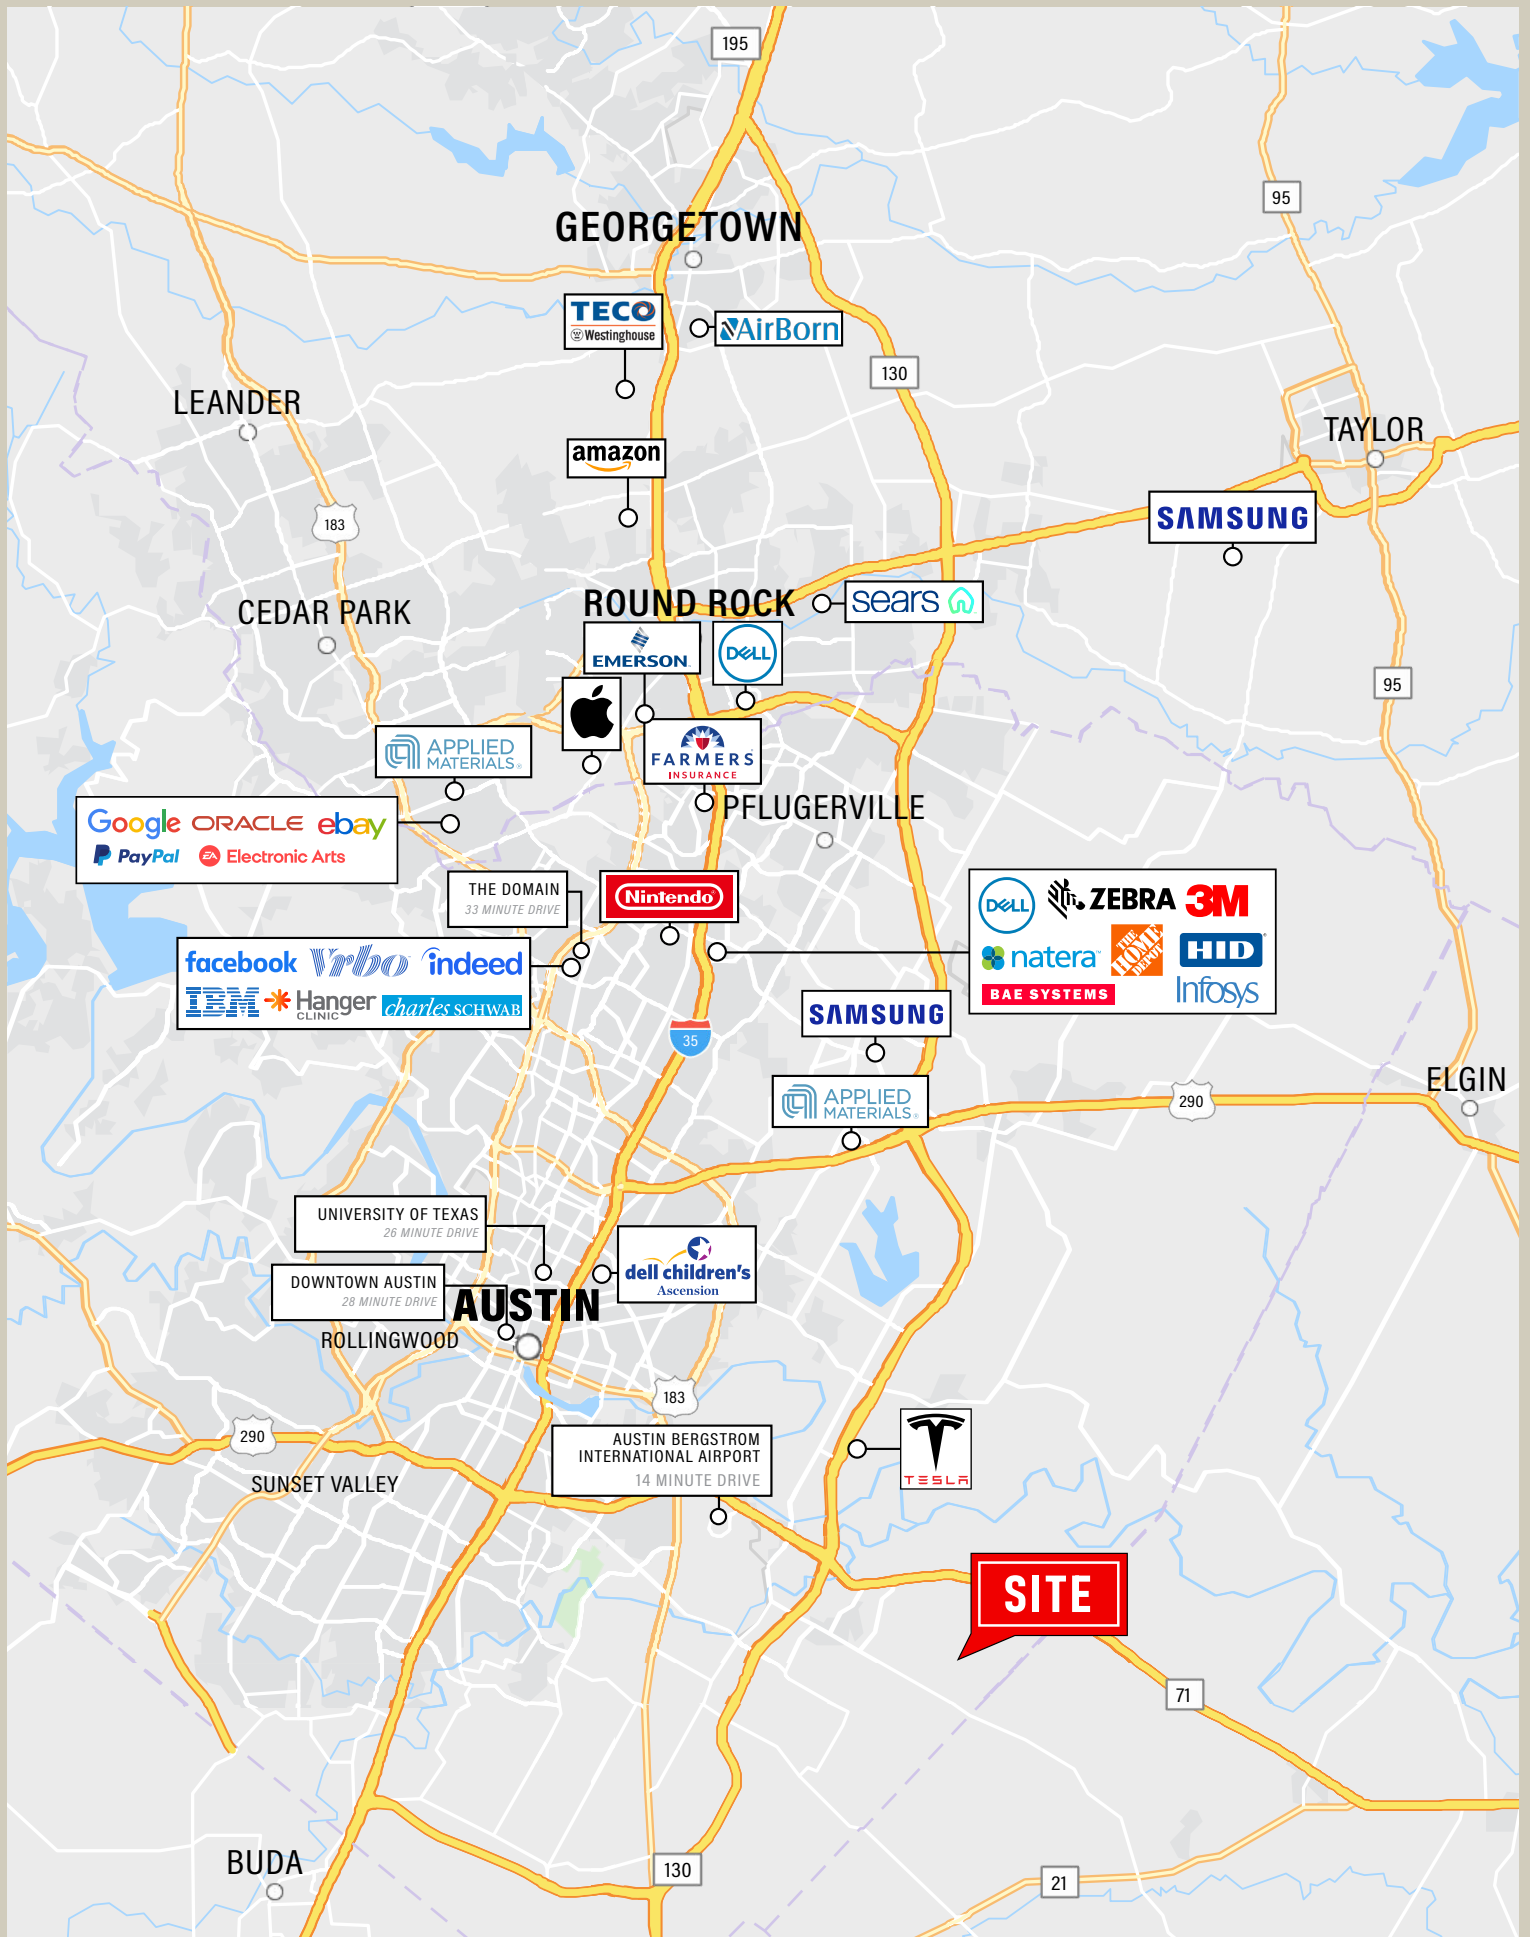 195
95
GEORGETOWN
TECO
Westinghouse
AirBorn
130
LEANDER
TAYLOR
amazon
SAMSUNG
183
ROUND ROCK
sears
CEDAR PARK
EMERSON
DELL
95
APPLIED
MATERIALS
FARMERS
INSURANCE
PFLUGERVILLE
Google ORACLE ebay
PayPal EA Electronic Arts
THE DOMAIN
33 MINUTE DRIVE
Nintendo
DELL ZEBRA 3M
natera THE HOME DEPOT HID
BAE SYSTEMS Infosys
facebook Vrbo indeed
IBM Hanger CLINIC charles SCHWAB
SAMSUNG
35
APPLIED
MATERIALS
ELGIN
290
UNIVERSITY OF TEXAS
26 MINUTE DRIVE
dell children's
Ascension
DOWNTOWN AUSTIN
28 MINUTE DRIVE
AUSTIN
ROLLINGWOOD
183
290
AUSTIN BERGSTROM
INTERNATIONAL AIRPORT
14 MINUTE DRIVE
TESLA
SUNSET VALLEY
SITE
71
BUDA
130
21